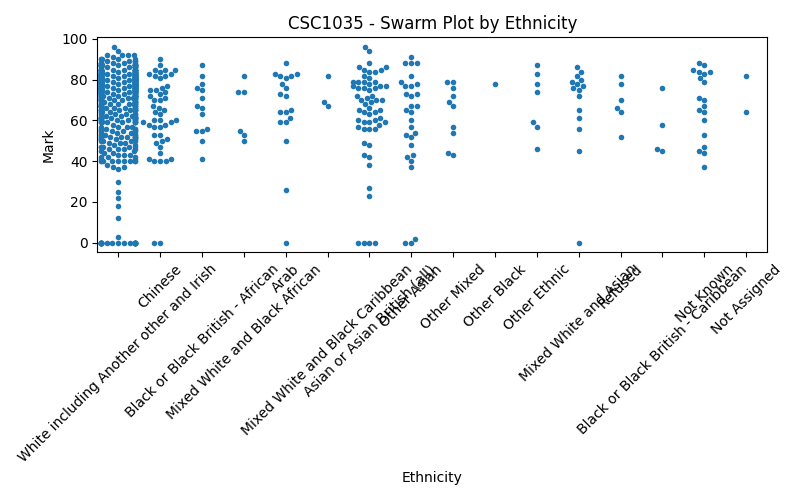 CSC1035 - Swarm Plot by Ethnicity
Mark
100
80
60
40
20
0
White including Another other and Irish
Chinese
Black or Black British - African
Mixed White and Black African
Arab
Mixed White and Black Caribbean
Asian or Asian British (all)
Other Asian
Other Mixed
Other Black
Other Ethnic
Mixed White and Asian
Refused
Black or Black British - Caribbean
Not Known
Not Assigned
Ethnicity